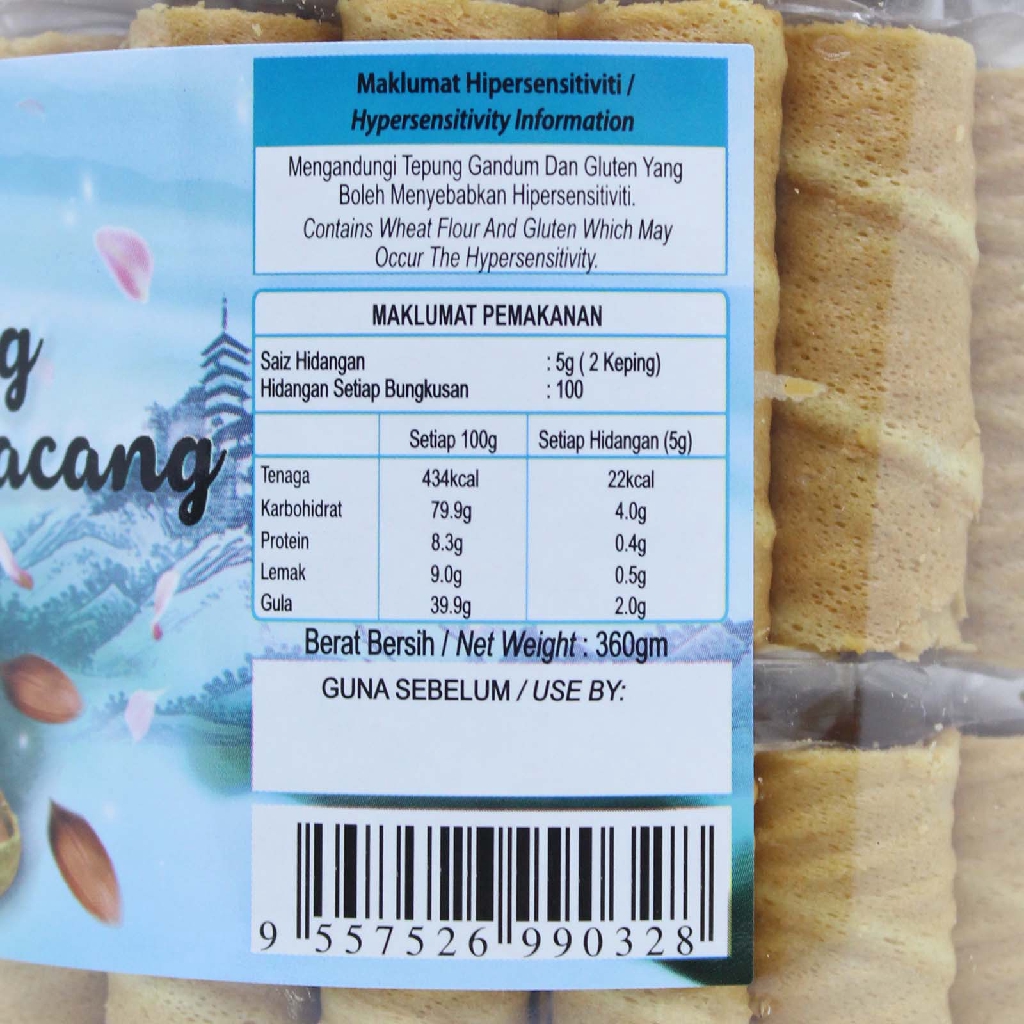 Maklumat Hipersensitiviti /
Hypersensitivity Information
Mengandungi Tepung Gandum Dan Gluten Yang
Boleh Menyebabkan Hipersensitiviti.
Contains Wheat Flour And Gluten Which May
Occur The Hypersensitivity.
MAKLUMAT PEMAKANAN
Saiz Hidangan : 5g ( 2 Keping)
Hidangan Setiap Bungkusan : 100
Setiap 100g Setiap Hidangan (5g)
Tenaga 434kcal 22kcal
Karbohidrat 79.9g 4.0g
Protein 8.3g 0.4g
Lemak 9.0g 0.5g
Gula 39.9g 2.0g
Berat Bersih / Net Weight : 360gm
GUNA SEBELUM / USE BY:
9 557526 990328
g
acang